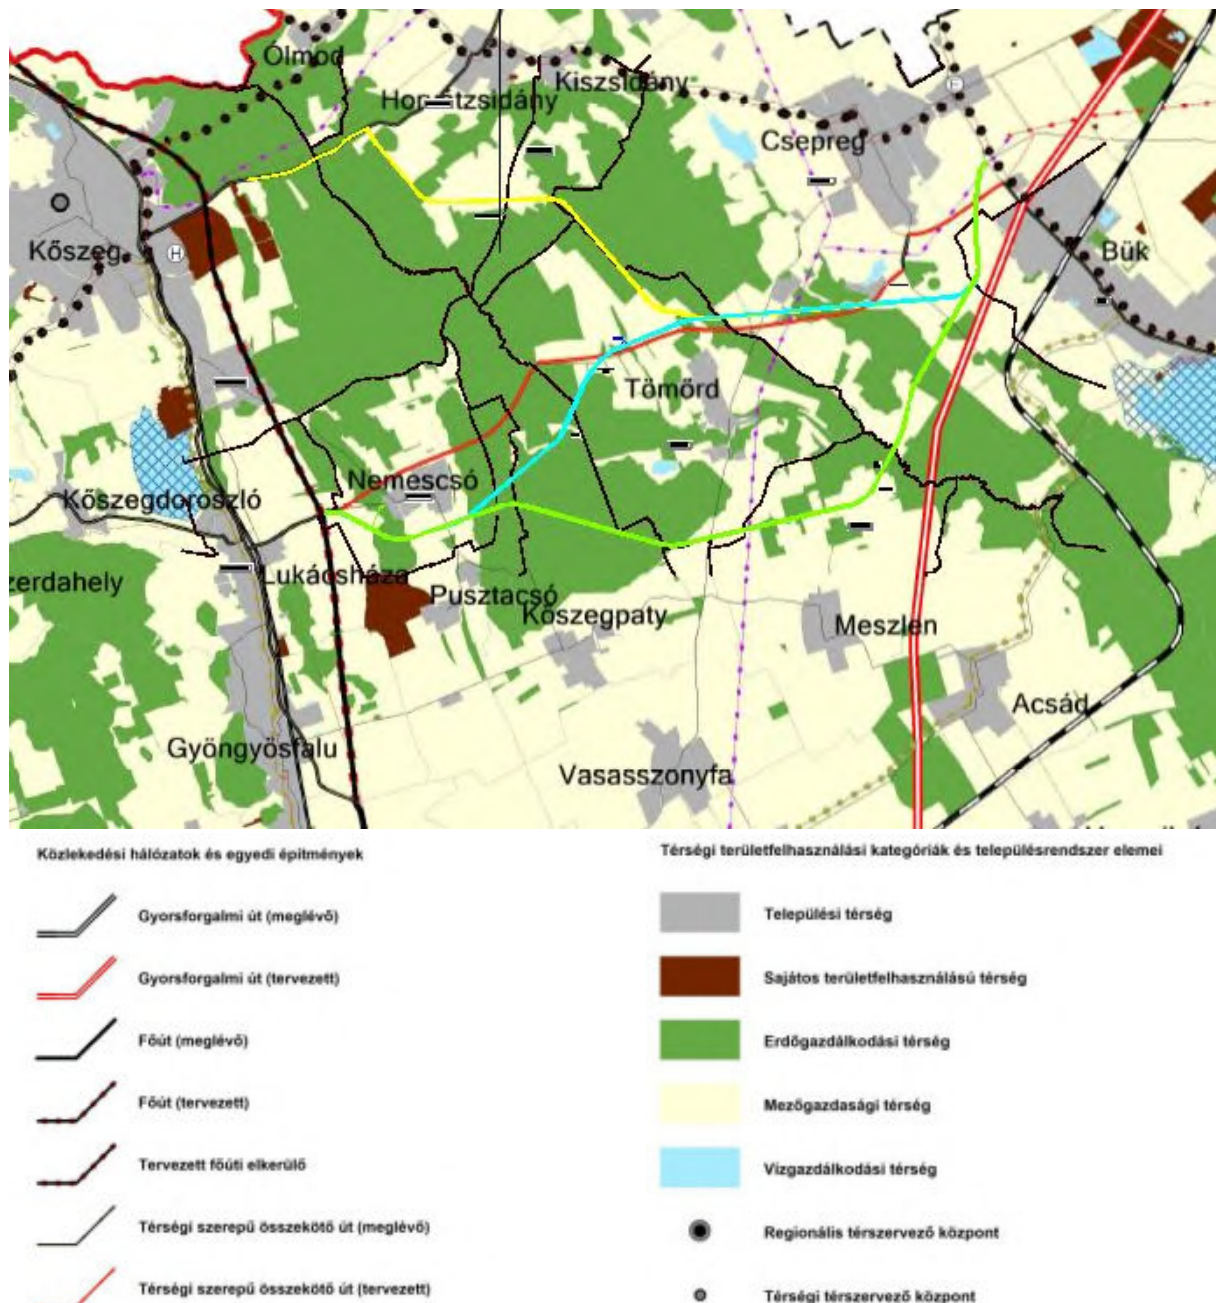 Ólmod
Kiszsidány
Csepreg
Kőszeg
H
Bük
Tömörd
Nemescsó
Kőszegdoroszló
zerdahely
Lukácsháza
Pusztacsó
Kőszegpaty
Meszlen
Acsád
Gyöngyösfalu
Vasasszonyfa
Közlekedési hálózatok és egyedi építmények
Gyorsforgalmi út (meglévő)
Gyorsforgalmi út (tervezett)
Főút (meglévő)
Főút (tervezett)
Tervezett főúti elkerülő
Térségi szerepű összekötő út (meglévő)
Térségi szerepű összekötő út (tervezett)
Térségi területfelhasználási kategóriák és településrendszer elemei
Települési térség
Sajátos területfelhasználású térség
Erdőgazdálkodási térség
Mezőgazdasági térség
Vízgazdálkodási térség
Regionális térszervező központ
Térségi térszervező központ